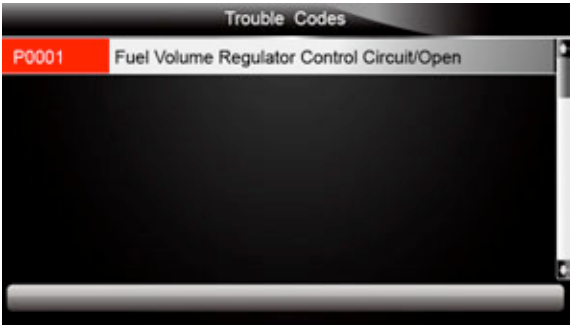 Trouble Codes
P0001 Fuel Volume Regulator Control Circuit/Open